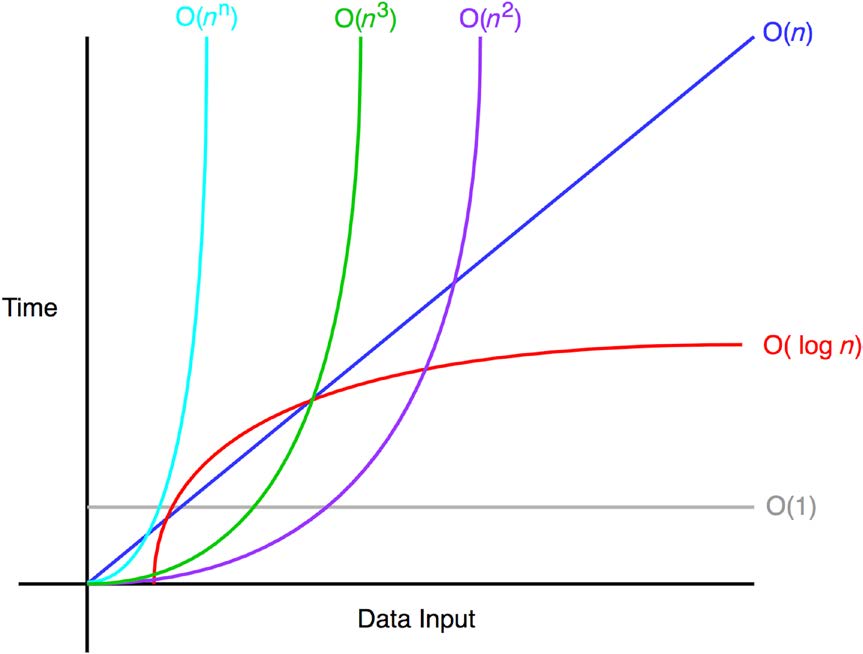 O(nⁿ)
O(n³)
O(n²)
O(n)
Time
O( log n)
O(1)
Data Input